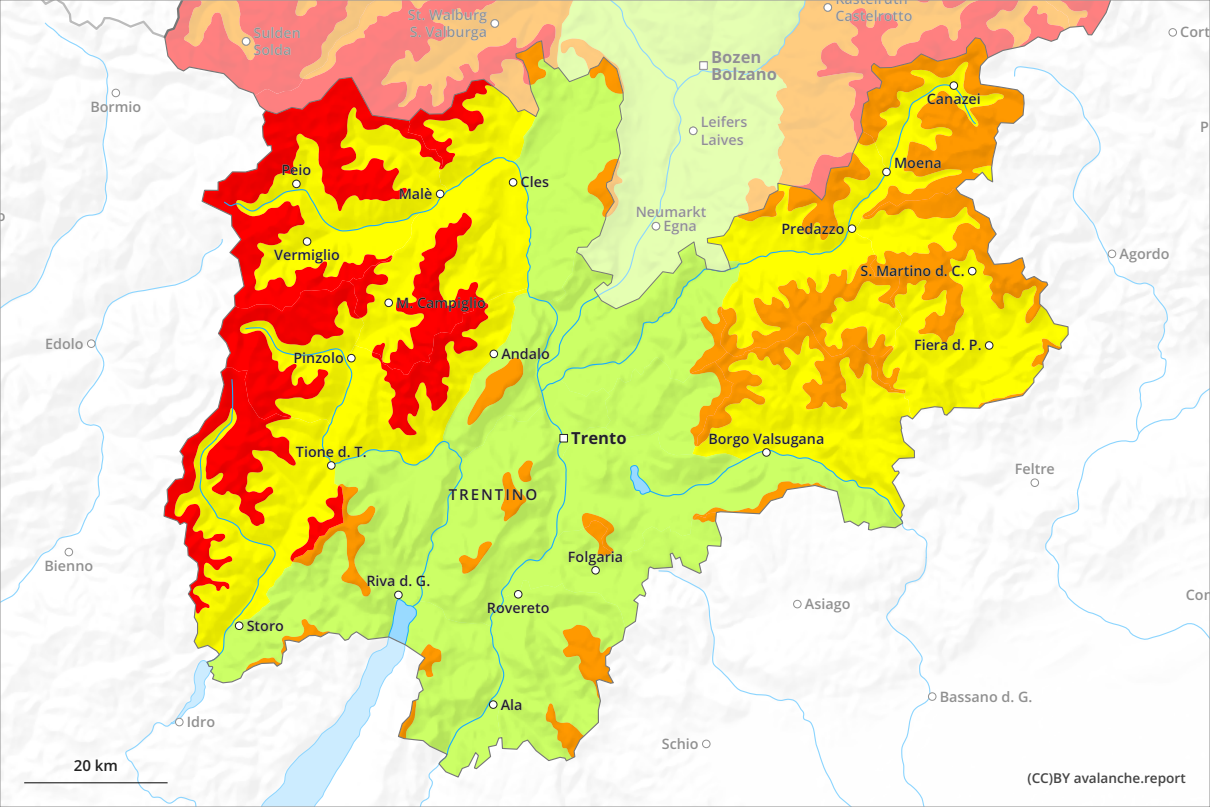 St. Walburg
S. Valburga
Kastelruth
Castelrotto
Sulden
Solda
Cort
Bozen
Bolzano
Bormio
Canazei
Leifers
Laives
P
Moena
Peio
Cles
Malè
Neumarkt
Egna
Predazzo
Agordo
Vermiglio
S. Martino d. C.
M. Campiglio
Edolo
Fiera d. P.
Andalo
Pinzolo
Trento
Borgo Valsugana
Tione d. T.
Feltre
TRENTINO
Bienno
Folgaria
Riva d. G.
Cor
Asiago
Rovereto
Storo
Bassano d. G.
Ala
Idro
Schio
20 km
(CC)BY avalanche.report